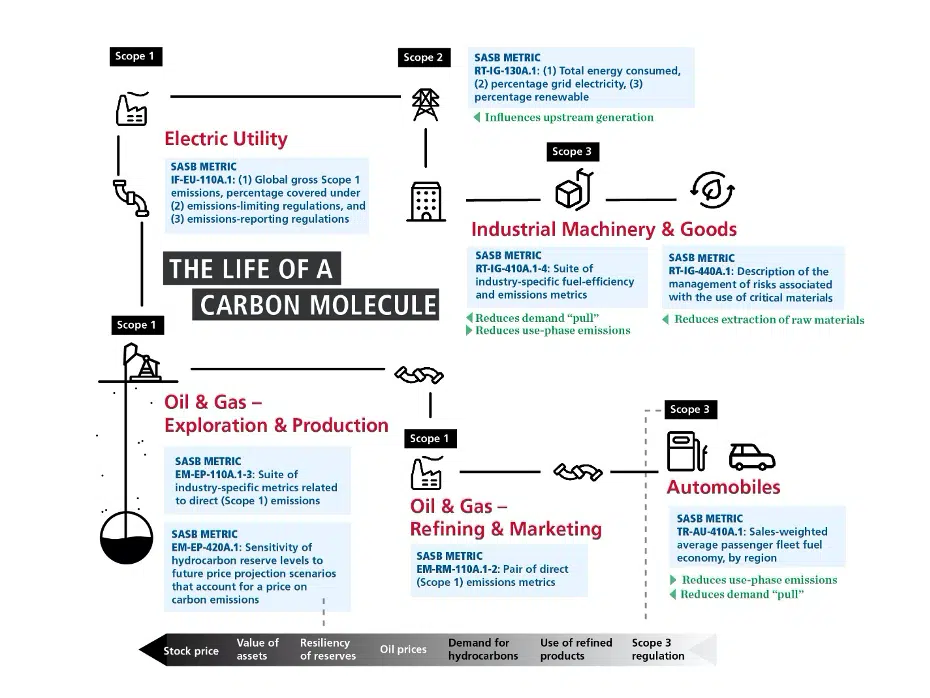 Scope 1
Scope 2
SASB METRIC
RT-IG-130A.1: (1) Total energy consumed,
(2) percentage grid electricity, (3)
percentage renewable
Influences upstream generation
Electric Utility
SASB METRIC
IF-EU-110A.1: (1) Global gross Scope 1
emissions, percentage covered under
(2) emissions-limiting regulations, and
(3) emissions-reporting regulations
Scope 3
Industrial Machinery & Goods
SASB METRIC
RT-IG-410A.1-4: Suite of
industry-specific fuel-efficiency
and emissions metrics
Reduces demand “pull”
Reduces use-phase emissions
SASB METRIC
RT-IG-440A.1: Description of the
management of risks associated
with the use of critical materials
Reduces extraction of raw materials
THE LIFE OF A
CARBON MOLECULE
Scope 1
Oil & Gas –
Exploration & Production
SASB METRIC
EM-EP-110A.1-3: Suite of
industry-specific metrics related
to direct (Scope 1) emissions
SASB METRIC
EM-EP-420A.1: Sensitivity of
hydrocarbon reserve levels to
future price projection scenarios
that account for a price on
carbon emissions
Scope 1
Oil & Gas –
Refining & Marketing
SASB METRIC
EM-RM-110A.1-2: Pair of direct
(Scope 1) emissions metrics
Scope 3
Automobiles
SASB METRIC
TR-AU-410A.1: Sales-weighted
average passenger fleet fuel
economy, by region
Reduces use-phase emissions
Reduces demand “pull”
Stock price
Value of
assets
Resiliency
of reserves
Oil prices
Demand for
hydrocarbons
Use of refined
products
Scope 3
regulation